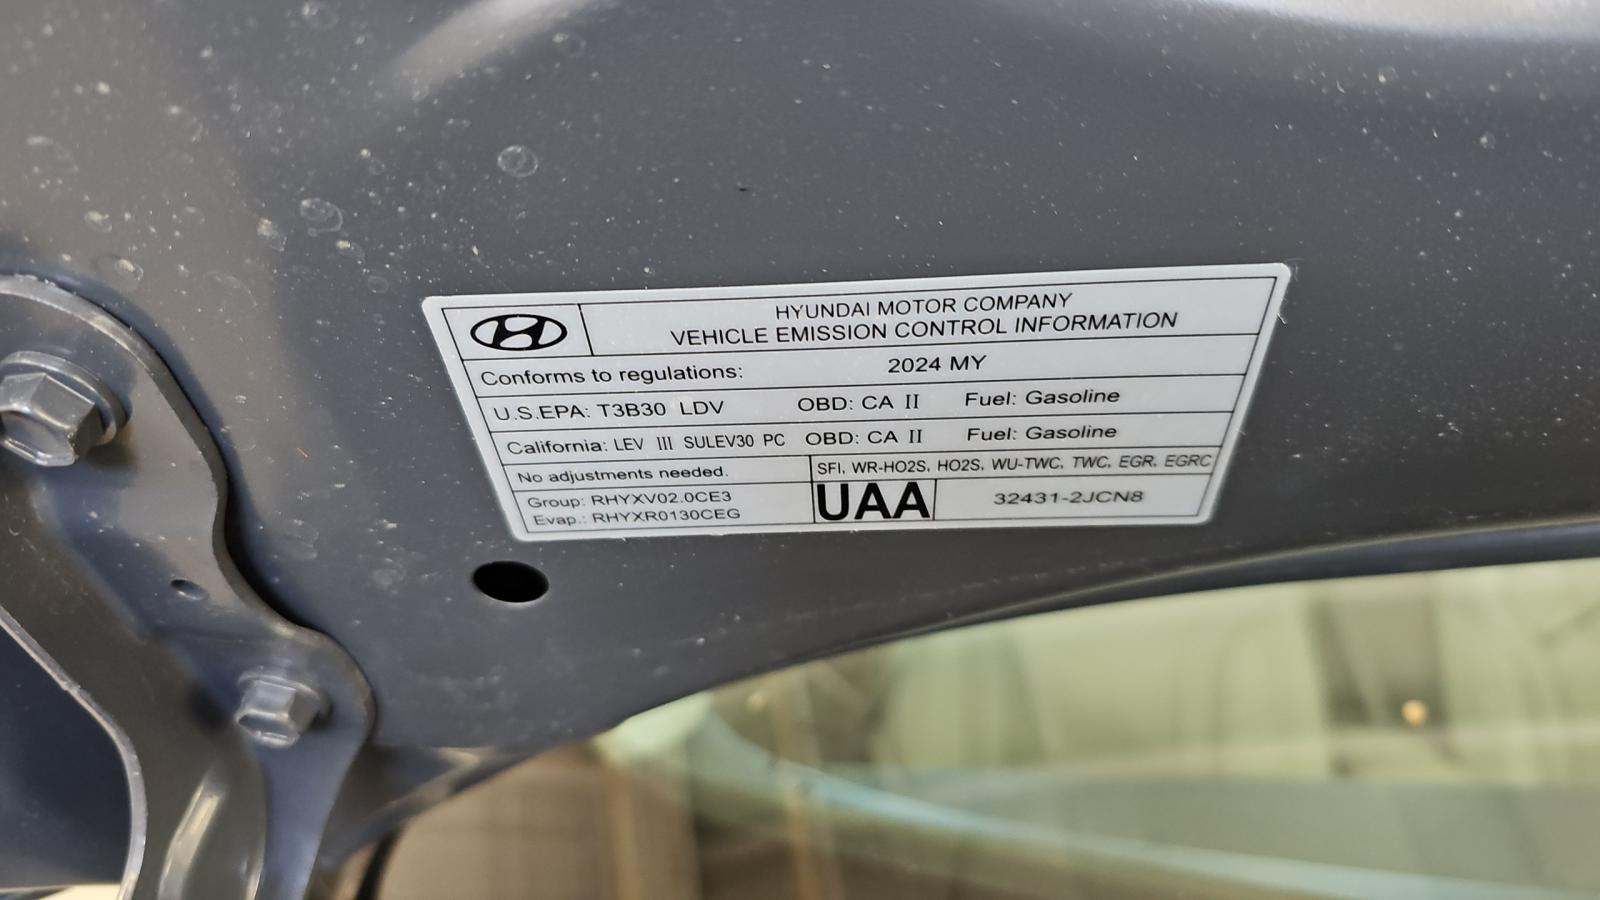 HYUNDAI MOTOR COMPANY
VEHICLE EMISSION CONTROL INFORMATION
Conforms to regulations: 2024 MY
U.S.EPA: T3B30 LDV OBD: CA II Fuel: Gasoline
California: LEV III SULEV30 PC OBD: CA II Fuel: Gasoline
No adjustments needed. SFI, WR-HO2S, HO2S, WU-TWC, TWC, EGR, EGRC
Group: RHYXV02.0CE3
Evap.: RHYXR0130CEG
UAA 32431-2JCN8